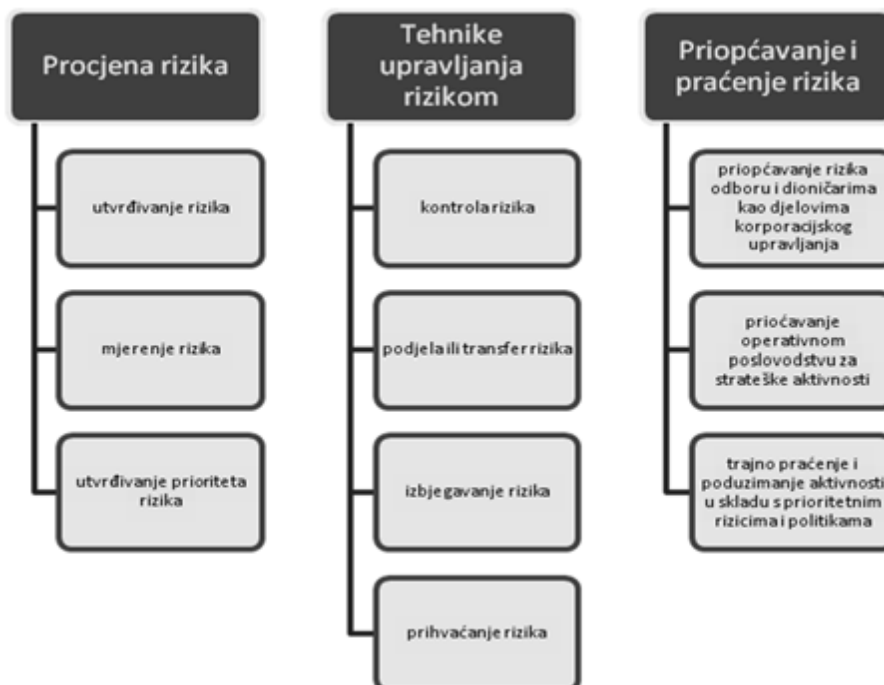 Procjena rizika
utvrđivanje rizika
mjerenje rizika
utvrđivanje prioriteta
rizika
Tehnike
upravljanja
rizikom
kontrola rizika
podjela ili transfer rizika
izbjegavanje rizika
prihvaćanje rizika
Priopćavanje i
praćenje rizika
priopćavanje rizika
odboru i dioničarima
kao djelovima
korporacijskog
upravljanja
prioćavanje
operativnom
poslovodstvu za
strateške aktivnosti
trajno praćenje i
poduzimanje aktivnosti
u skladu s prioritetnim
rizicima i politikama